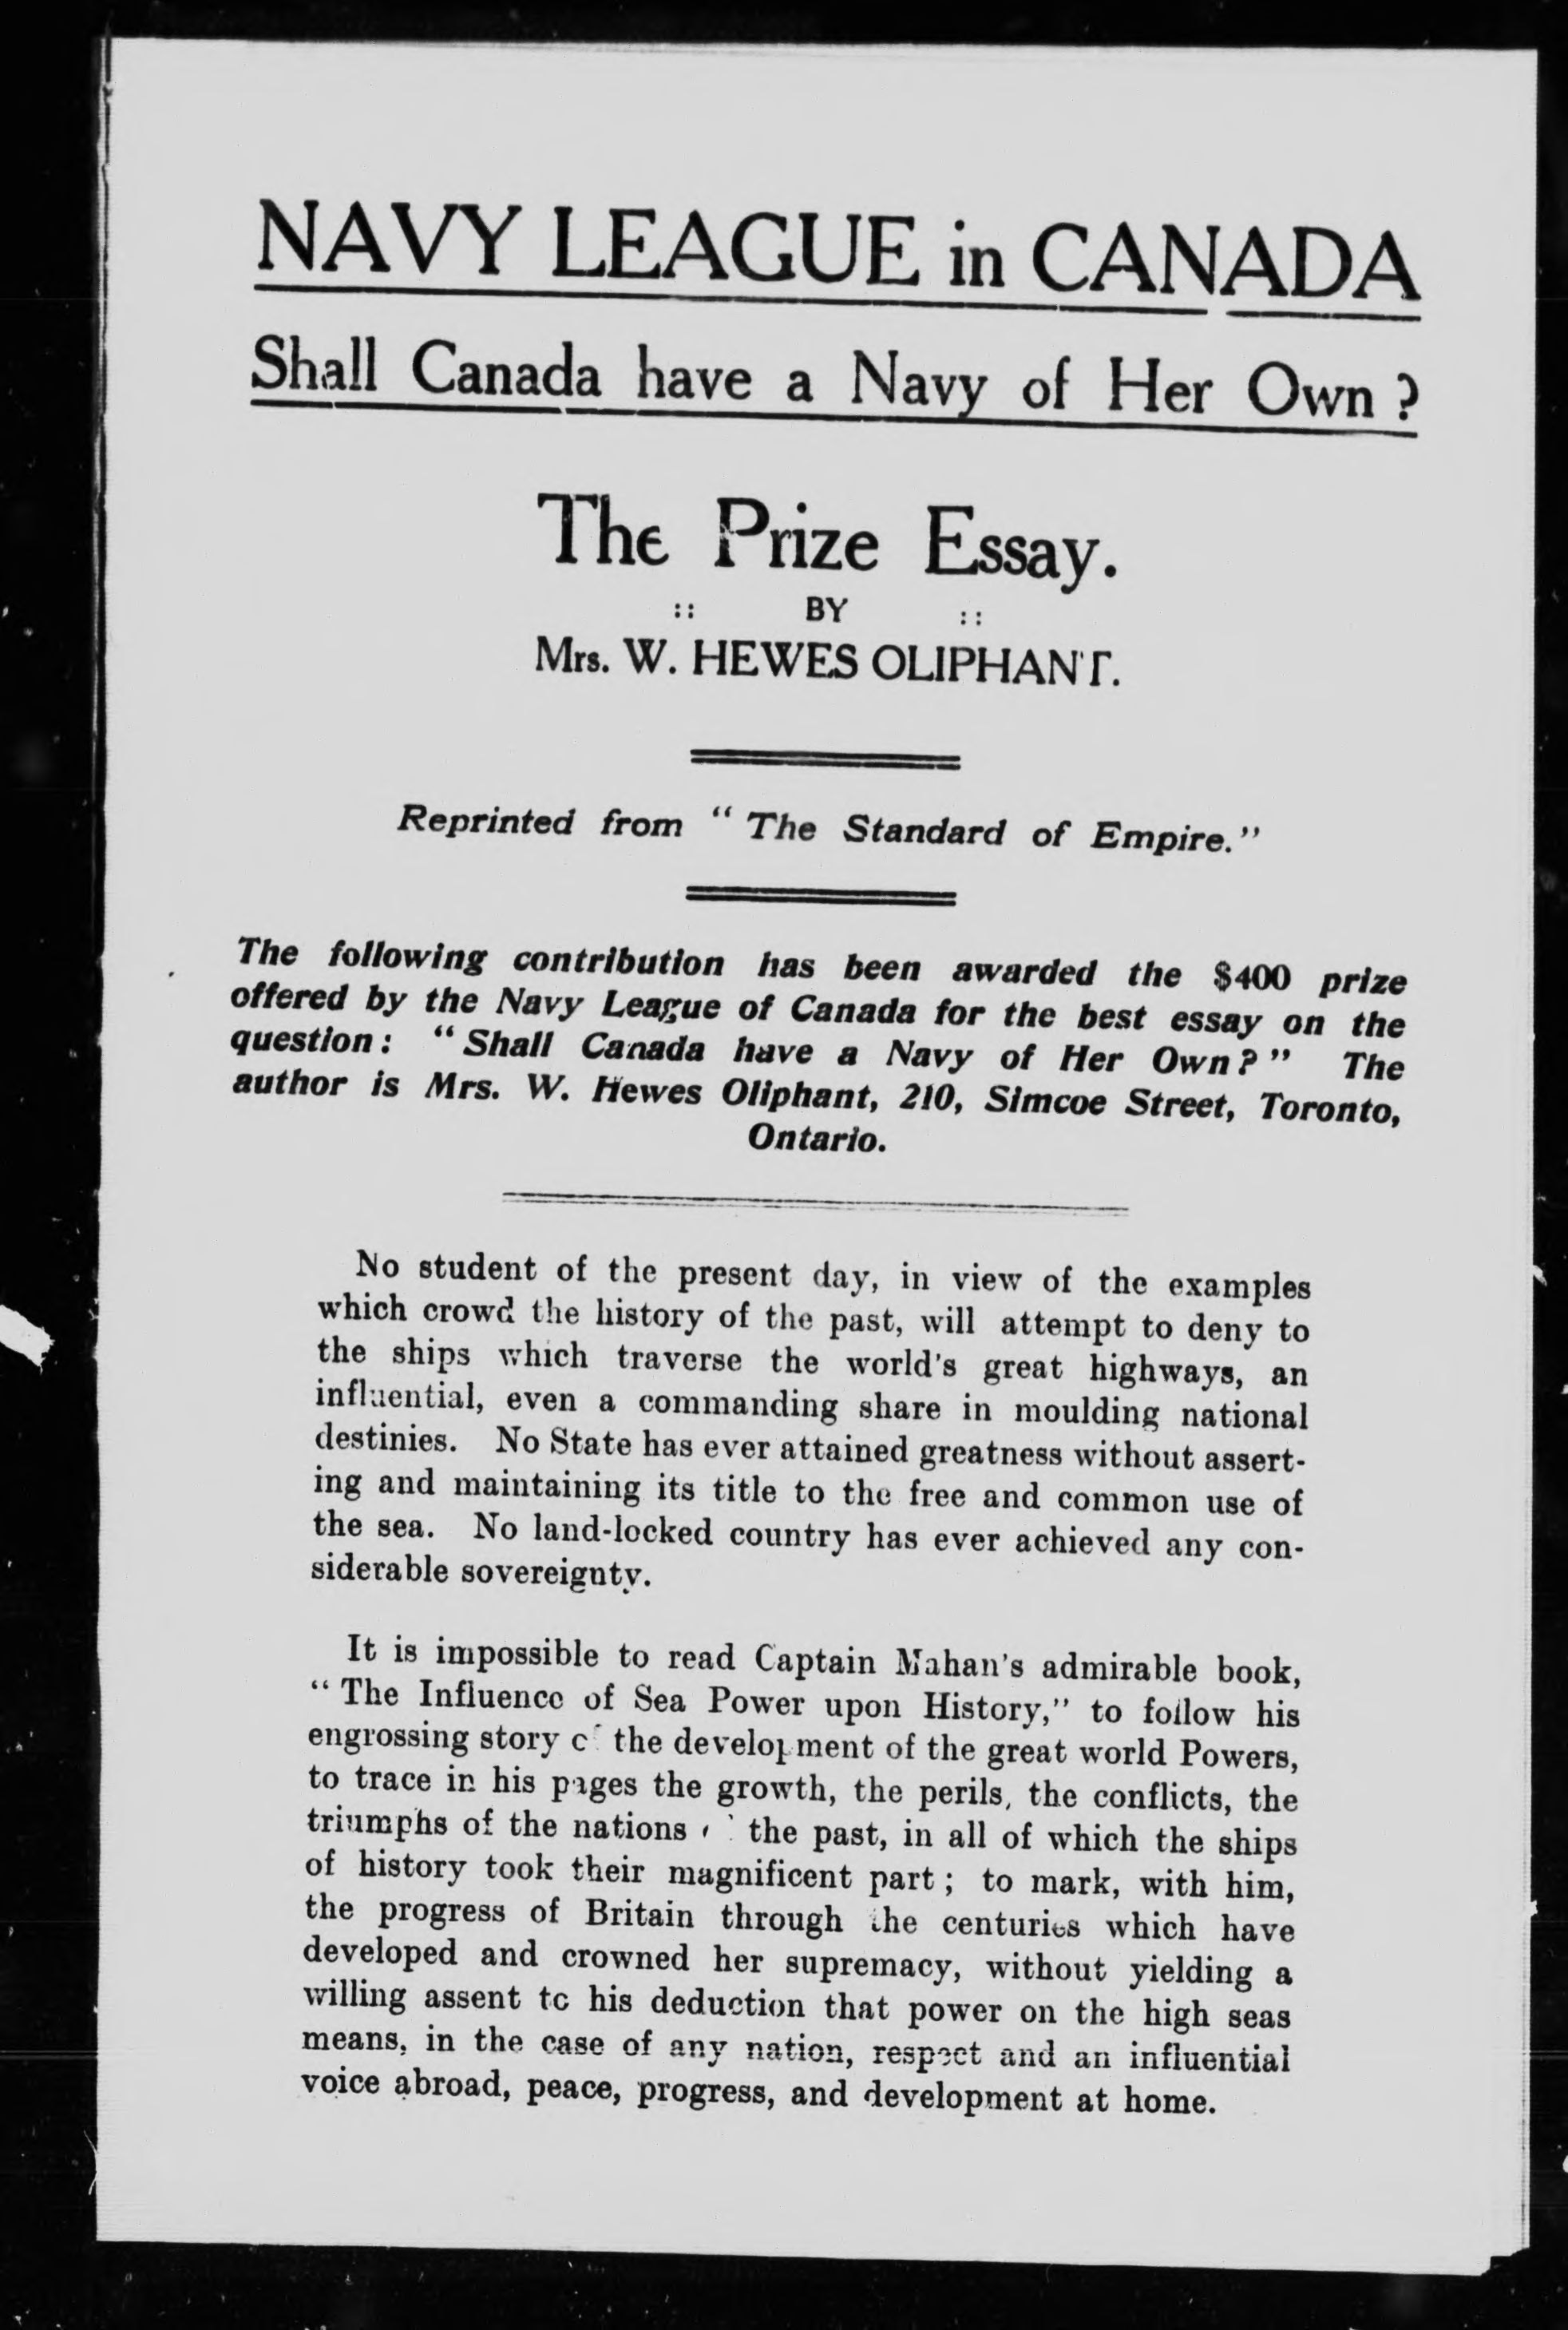 NAVY LEAGUE in CANADA
Shall Canada have a Navy of Her Own ?
The Prize Essay.
:: BY ::
Mrs. W. HEWES OLIPHANT.
Reprinted from " The Standard of Empire."
The following contribution has been awarded the $400 prize
offered by the Navy League of Canada for the best essay on the
question : " Shall Canada have a Navy of Her Own ? " The
author is Mrs. W. Hewes Oliphant, 210, Simcoe Street, Toronto,
Ontario.
No student of the present day, in view of the examples
which crowd the history of the past, will attempt to deny to
the ships which traverse the world's great highways, an
influential, even a commanding share in moulding national
destinies. No State has ever attained greatness without assert-
ing and maintaining its title to the free and common use of
the sea. No land-locked country has ever achieved any con-
siderable sovereignty.
It is impossible to read Captain Mahan's admirable book,
" The Influence of Sea Power upon History," to follow his
engrossing story of the development of the great world Powers,
to trace in his pages the growth, the perils, the conflicts, the
triumphs of the nations of the past, in all of which the ships
of history took their magnificent part ; to mark, with him,
the progress of Britain through the centuries which have
developed and crowned her supremacy, without yielding a
willing assent to his deduction that power on the high seas
means, in the case of any nation, respect and an influential
voice abroad, peace, progress, and development at home.